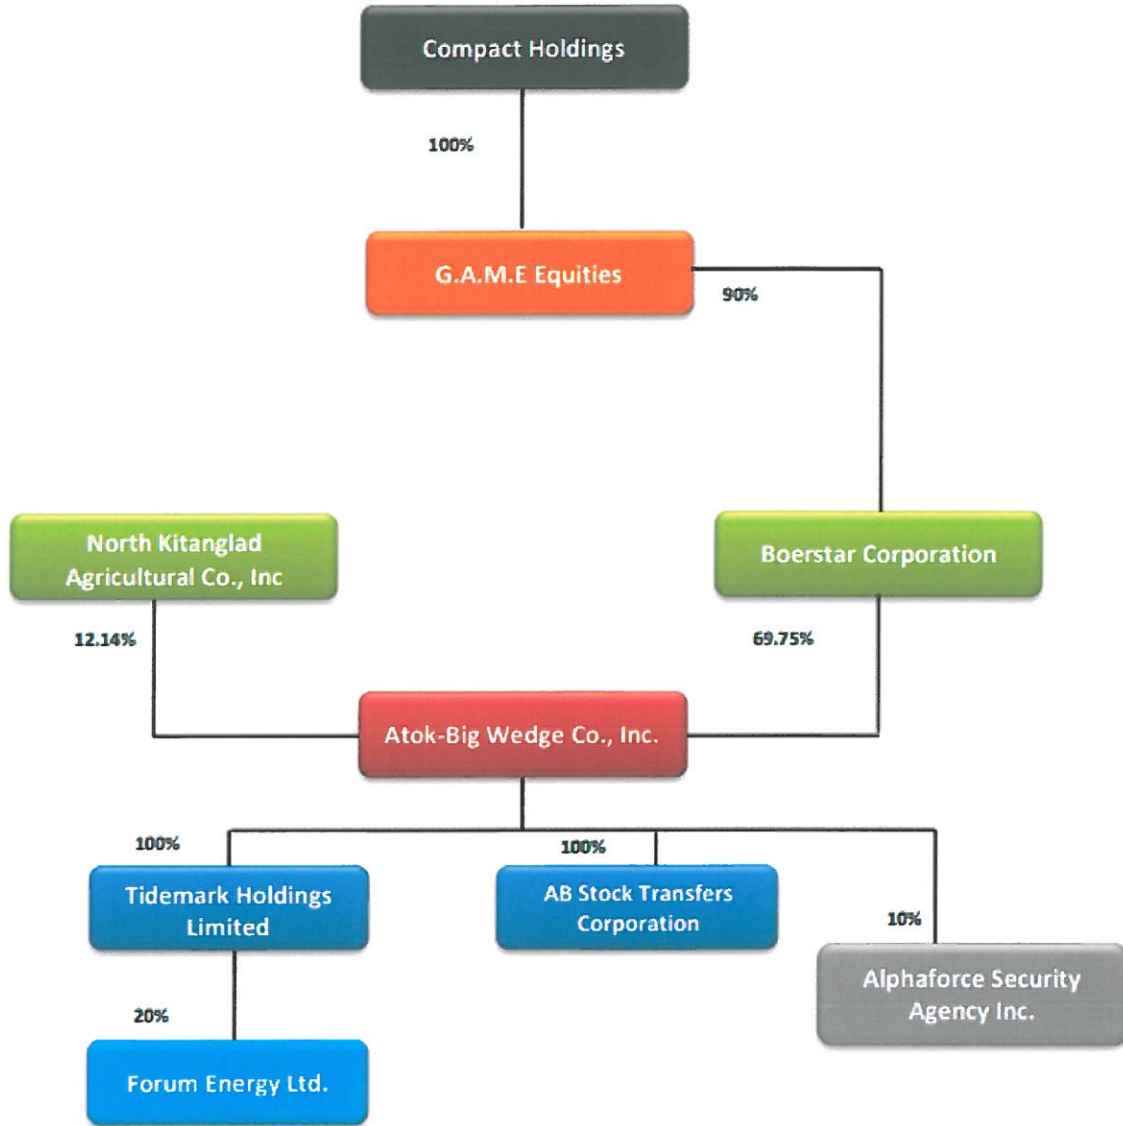 Compact Holdings
100%
G.A.M.E Equities
90%
North Kitanglad
Agricultural Co., Inc
Boerstar Corporation
12.14%
69.75%
Atok-Big Wedge Co., Inc.
100%
100%
Tidemark Holdings
Limited
AB Stock Transfers
Corporation
10%
Alphaforce Security
Agency Inc.
20%
Forum Energy Ltd.